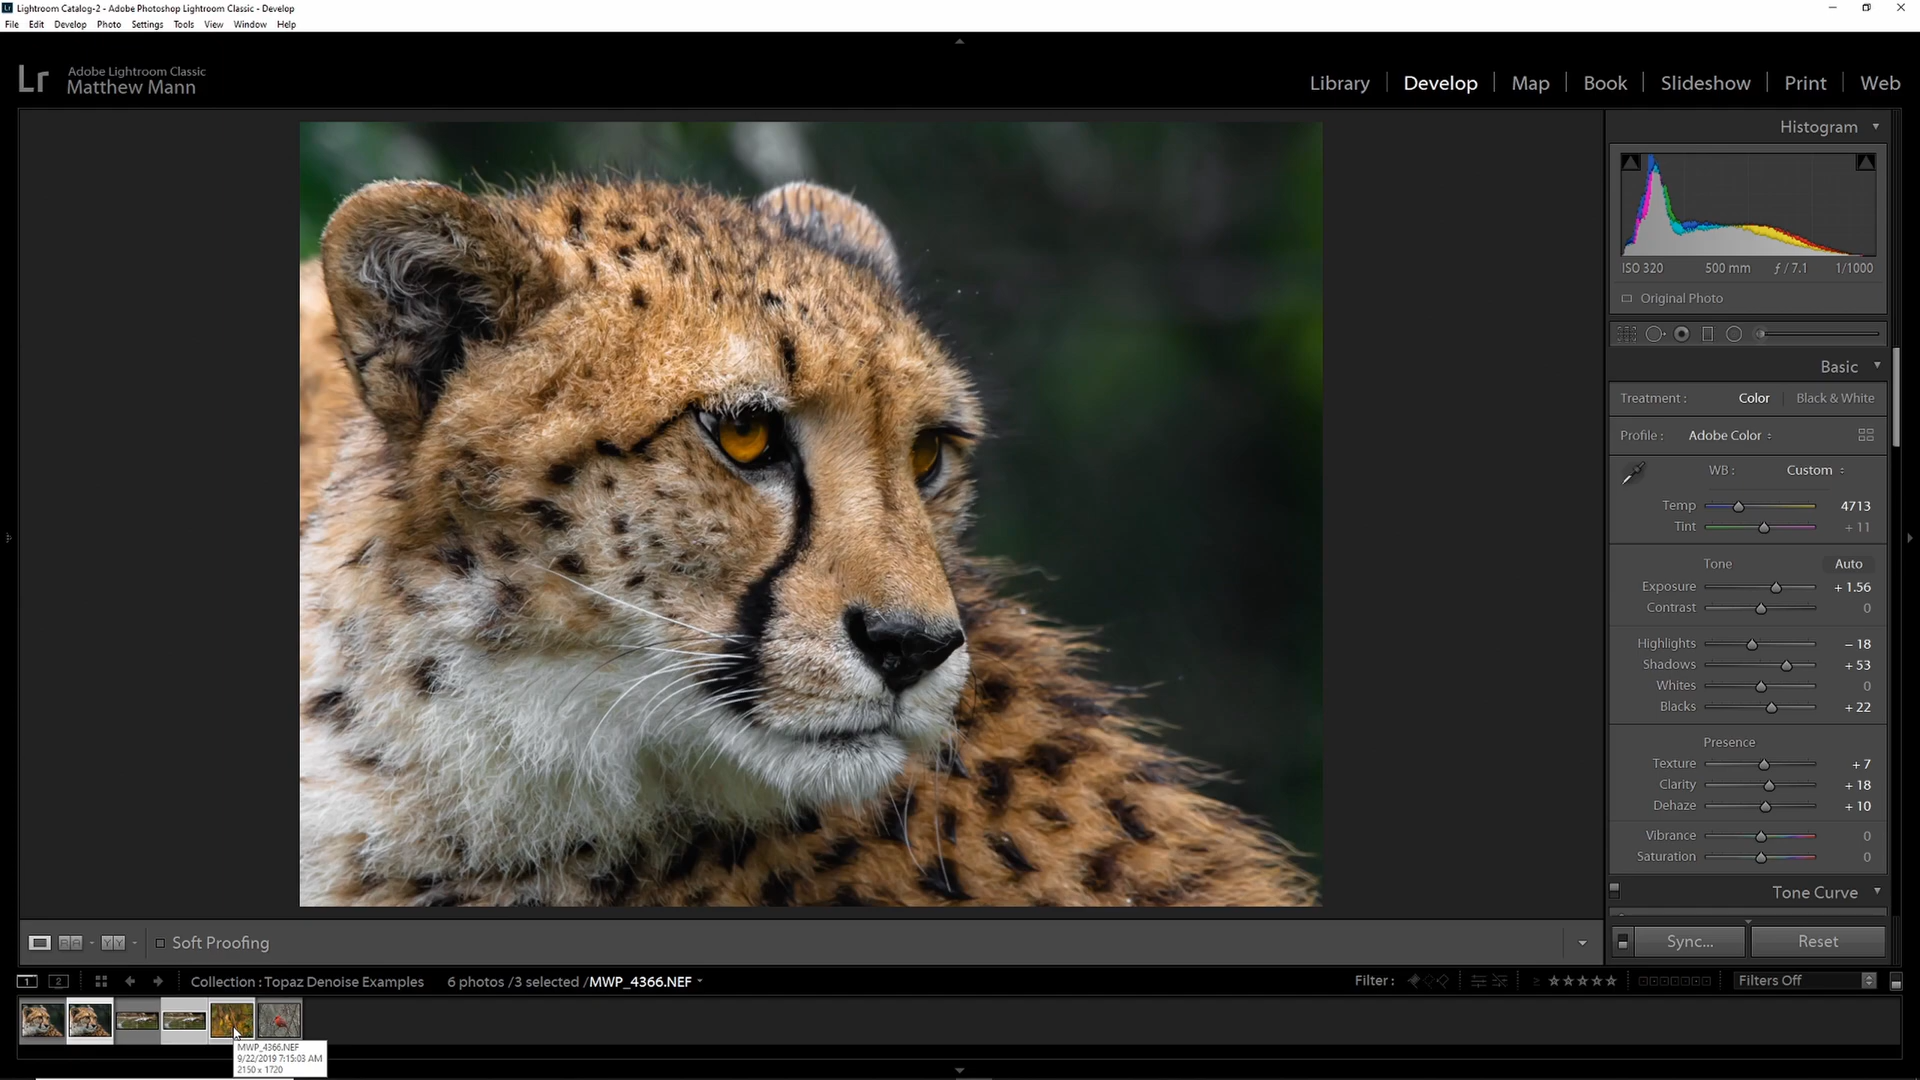 Lightroom Catalog-2 - Adobe Photoshop Lightroom Classic - Develop
File Edit Develop Photo Settings Tools View Window Help
Lr
Adobe Lightroom Classic
Matthew Mann
Library | Develop | Map | Book | Slideshow | Print | Web
Histogram
ISO 320 500 mm ƒ / 7.1 1/1000
Original Photo
Basic
Treatment : Color Black & White
Profile : Adobe Color
WB : Custom
Temp 4713
Tint + 11
Tone Auto
Exposure + 1.56
Contrast 0
Highlights − 18
Shadows + 53
Whites 0
Blacks + 22
Presence
Texture + 7
Clarity + 18
Dehaze + 10
Vibrance 0
Saturation 0
Tone Curve
Soft Proofing
Sync... Reset
1 2 Collection : Topaz Denoise Examples 6 photos /3 selected /MWP_4366.NEF Filter : Filters Off
MWP_4366.NEF
9/22/2019 7:15:03 AM
2150 x 1720